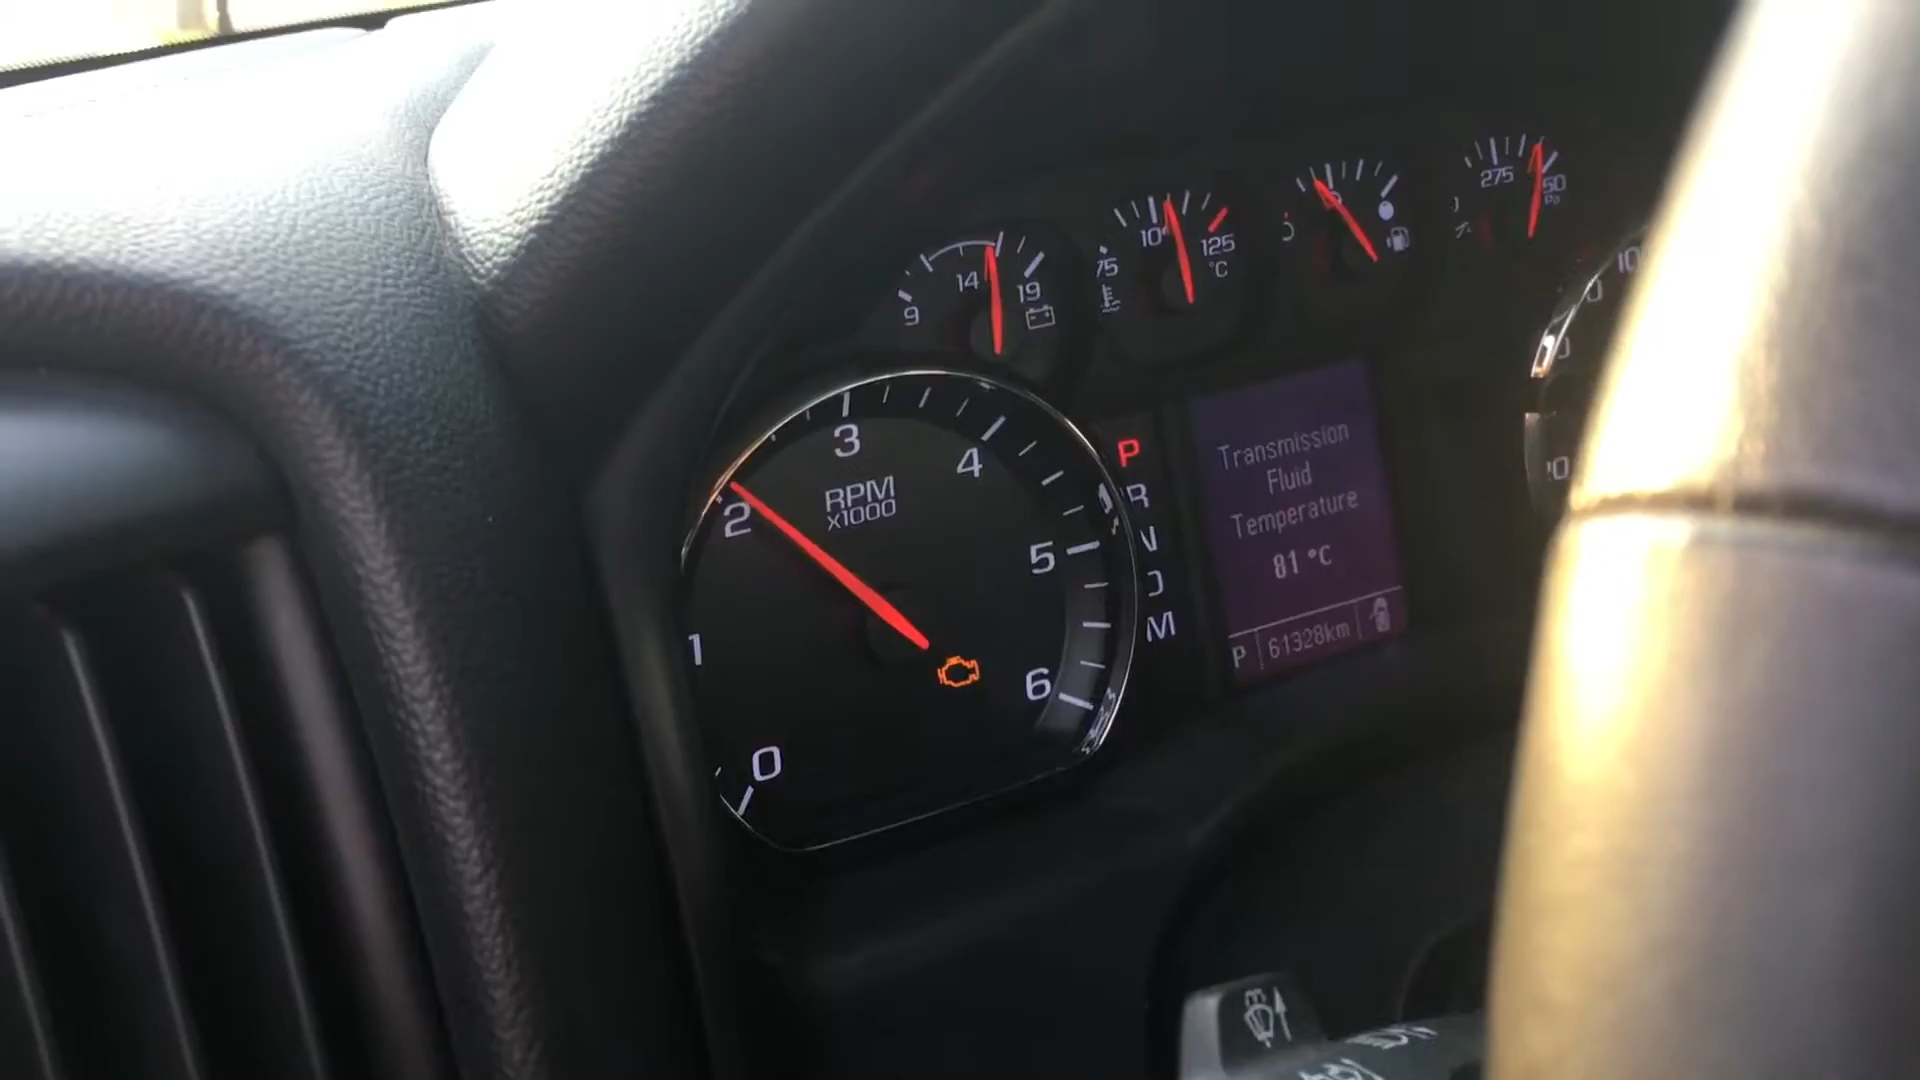 275
14
19
9
10
125
°C
75
3
4
RPM
x1000
2
5
1
6
0
P
R
N
M
Transmission
Fluid
Temperature
81 °C
P 61328km